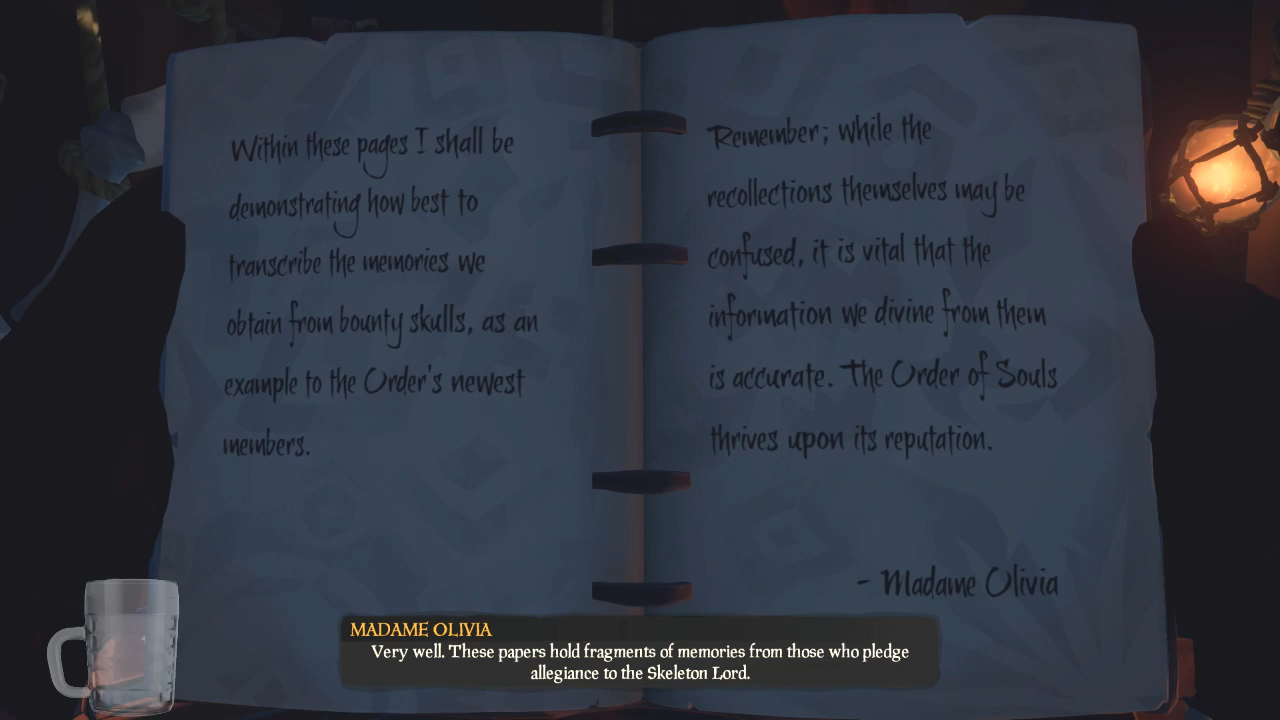 Within these pages I shall be
demonstrating how best to
transcribe the memories we
obtain from bounty skulls, as an
example to the Order's newest
members.
Remember; while the
recollections themselves may be
confused, it is vital that the
information we divine from them
is accurate. The Order of Souls
thrives upon its reputation.
- Madame Olivia
MADAME OLIVIA
Very well. These papers hold fragments of memories from those who pledge
allegiance to the Skeleton Lord.